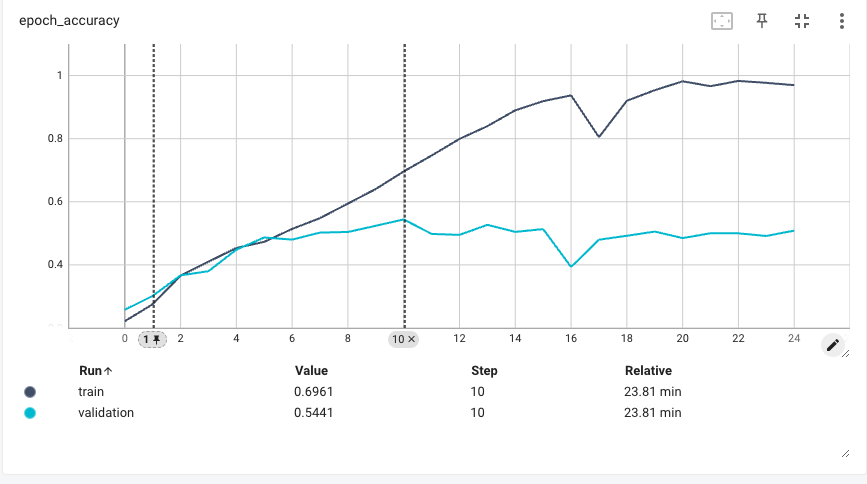 epoch_accuracy
1
0.8
0.6
0.4
0 1 2 4 6 8 10 × 12 14 16 18 20 22 24
Run↑ Value Step Relative
train 0.6961 10 23.81 min
validation 0.5441 10 23.81 min